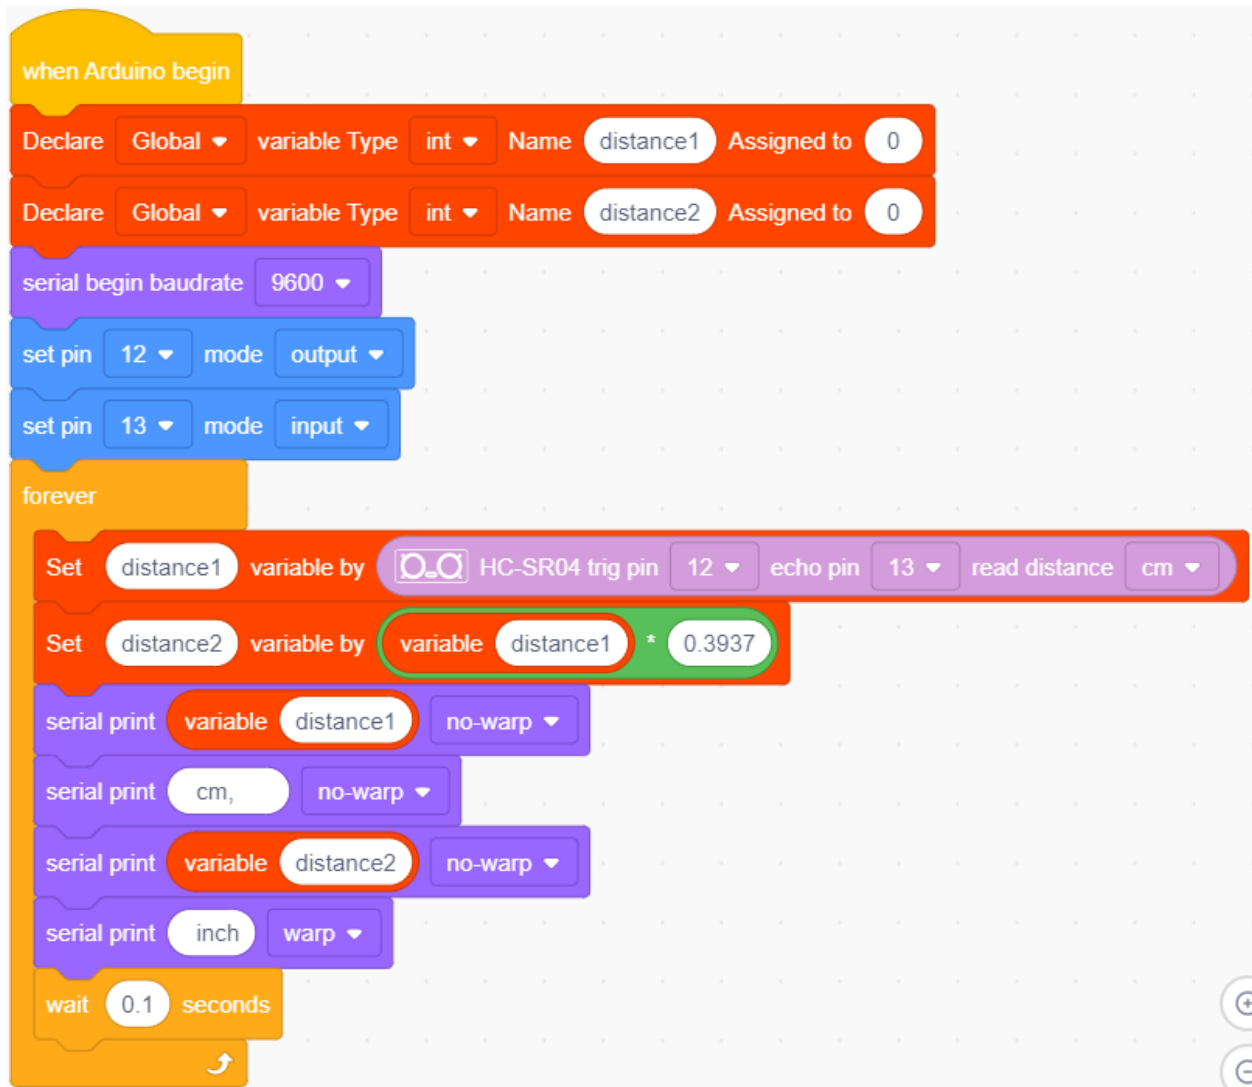 when Arduino begin
Declare Global variable Type int Name distance1 Assigned to 0
Declare Global variable Type int Name distance2 Assigned to 0
serial begin baudrate 9600
set pin 12 mode output
set pin 13 mode input
forever
Set distance1 variable by HC-SR04 trig pin 12 echo pin 13 read distance cm
Set distance2 variable by variable distance1 * 0.3937
serial print variable distance1 no-warp
serial print cm, no-warp
serial print variable distance2 no-warp
serial print inch warp
wait 0.1 seconds